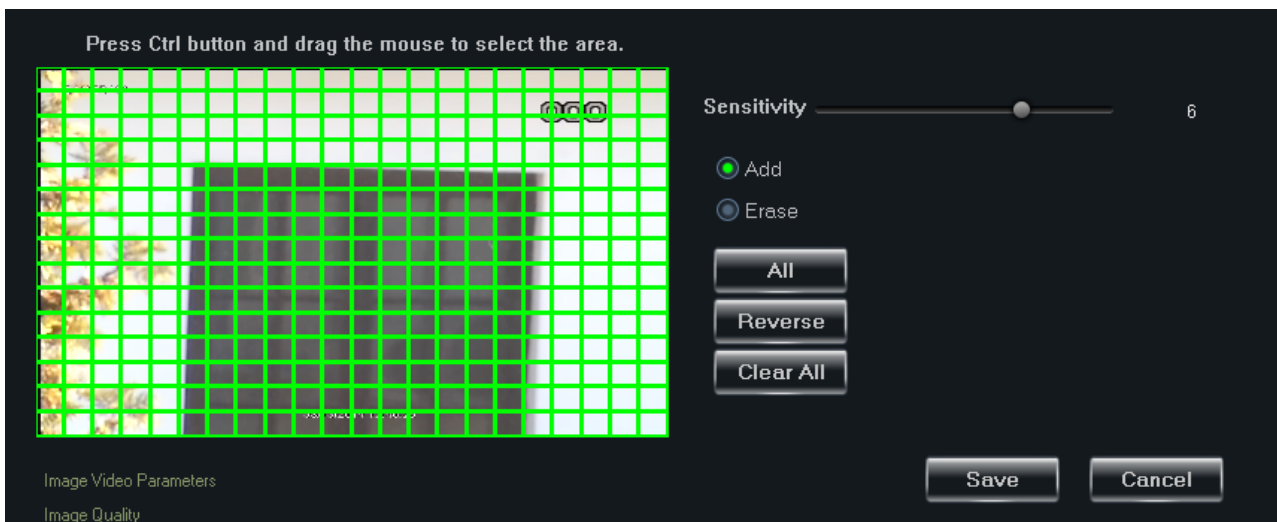 Press Ctrl button and drag the mouse to select the area.
Sensitivity 6
Add
Erase
All
Reverse
Clear All
Save
Cancel
Image Video Parameters
Image Quality